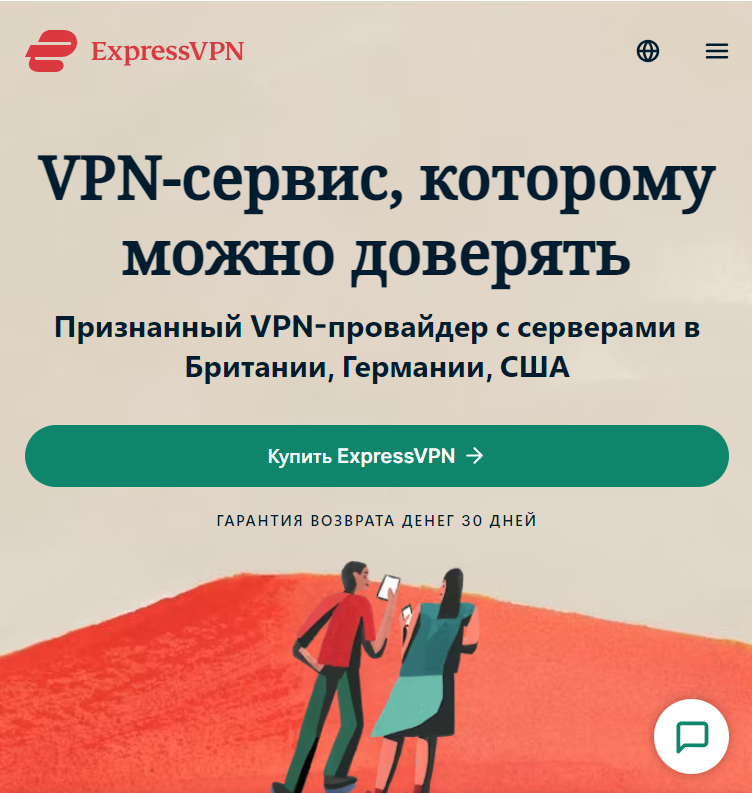 ExpressVPN
VPN-сервис, которому
можно доверять
Признанный VPN-провайдер с серверами в
Британии, Германии, США
Купить ExpressVPN →
ГАРАНТИЯ ВОЗВРАТА ДЕНЕГ 30 ДНЕЙ